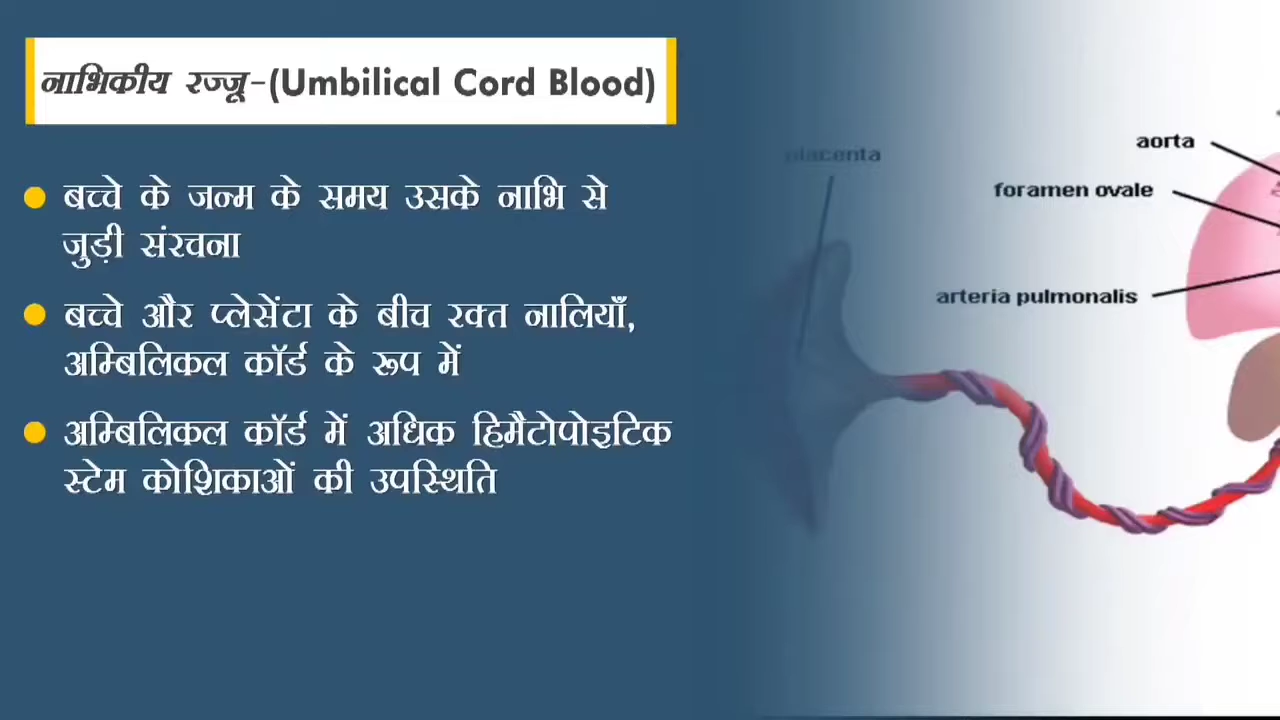 नाभिकीय रज्जू-(Umbilical Cord Blood)
बच्चे के जन्म के समय उसके नाभि से
जुड़ी संरचना
बच्चे और प्लेसेंटा के बीच रक्त नालियाँ,
अम्बिलिकल कॉर्ड के रूप में
अम्बिलिकल कॉर्ड में अधिक हिमैटोपोइटिक
स्टेम कोशिकाओं की उपस्थिति
placenta
aorta
foramen ovale
arteria pulmonalis